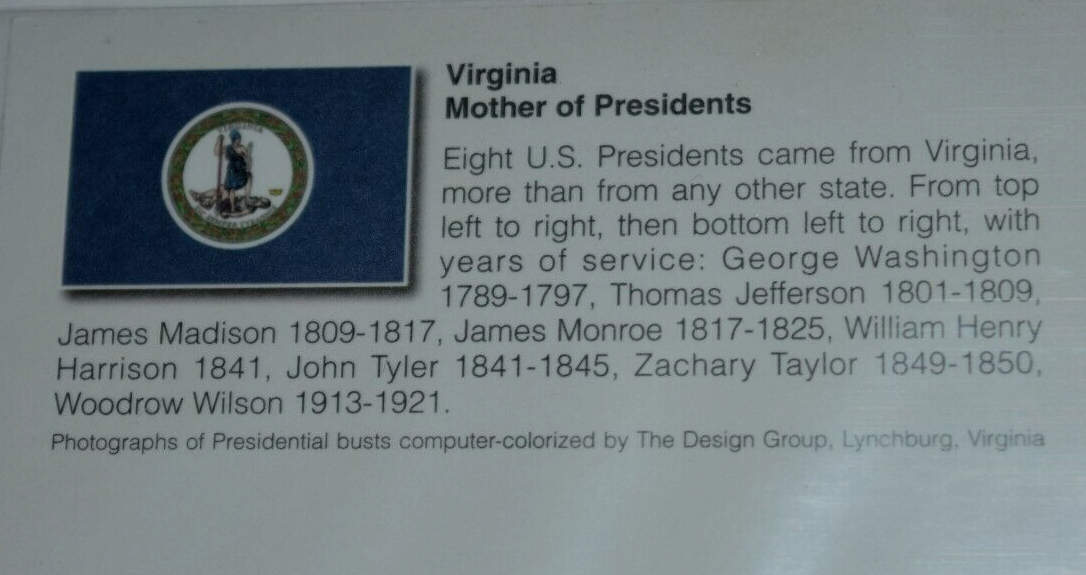 VIRGINIA
Virginia
Mother of Presidents
Eight U.S. Presidents came from Virginia,
more than from any other state. From top
left to right, then bottom left to right, with
years of service: George Washington
1789-1797, Thomas Jefferson 1801-1809,
James Madison 1809-1817, James Monroe 1817-1825, William Henry
Harrison 1841, John Tyler 1841-1845, Zachary Taylor 1849-1850,
Woodrow Wilson 1913-1921.
Photographs of Presidential busts computer-colorized by The Design Group, Lynchburg, Virginia